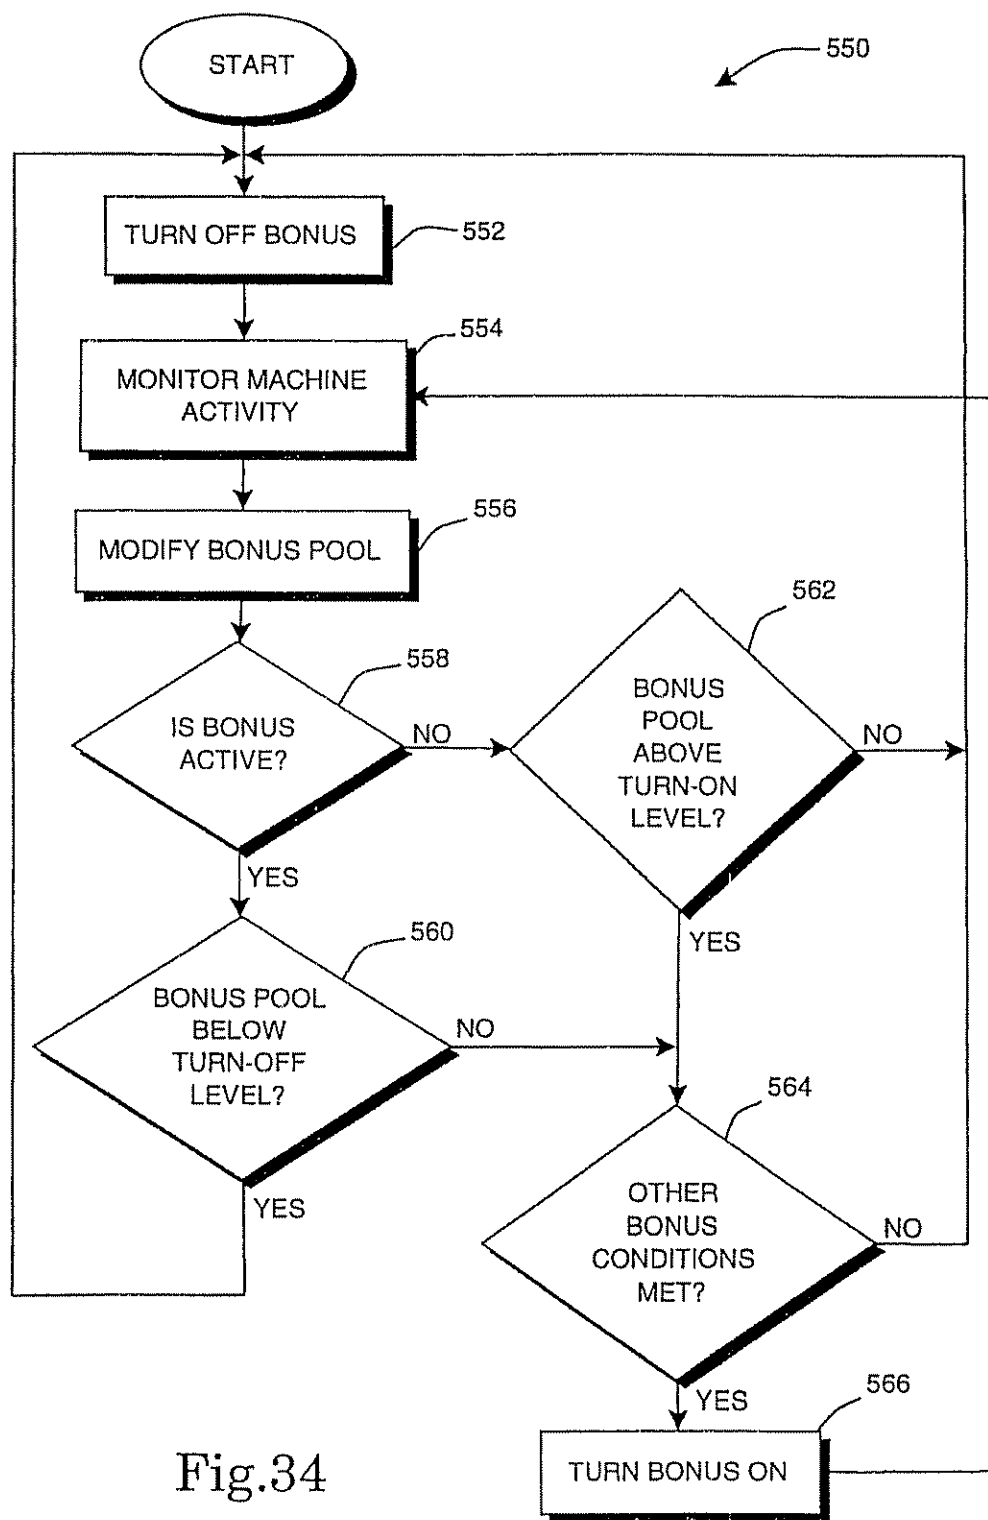 START
550
TURN OFF BONUS
552
554
MONITOR MACHINE
ACTIVITY
556
MODIFY BONUS POOL
562
558
BONUS
POOL
ABOVE
TURN-ON
LEVEL?
IS BONUS
ACTIVE?
NO
NO
YES
560
YES
BONUS POOL
BELOW
TURN-OFF
LEVEL?
NO
564
YES
OTHER
BONUS
CONDITIONS
MET?
NO
YES
566
TURN BONUS ON
Fig.34